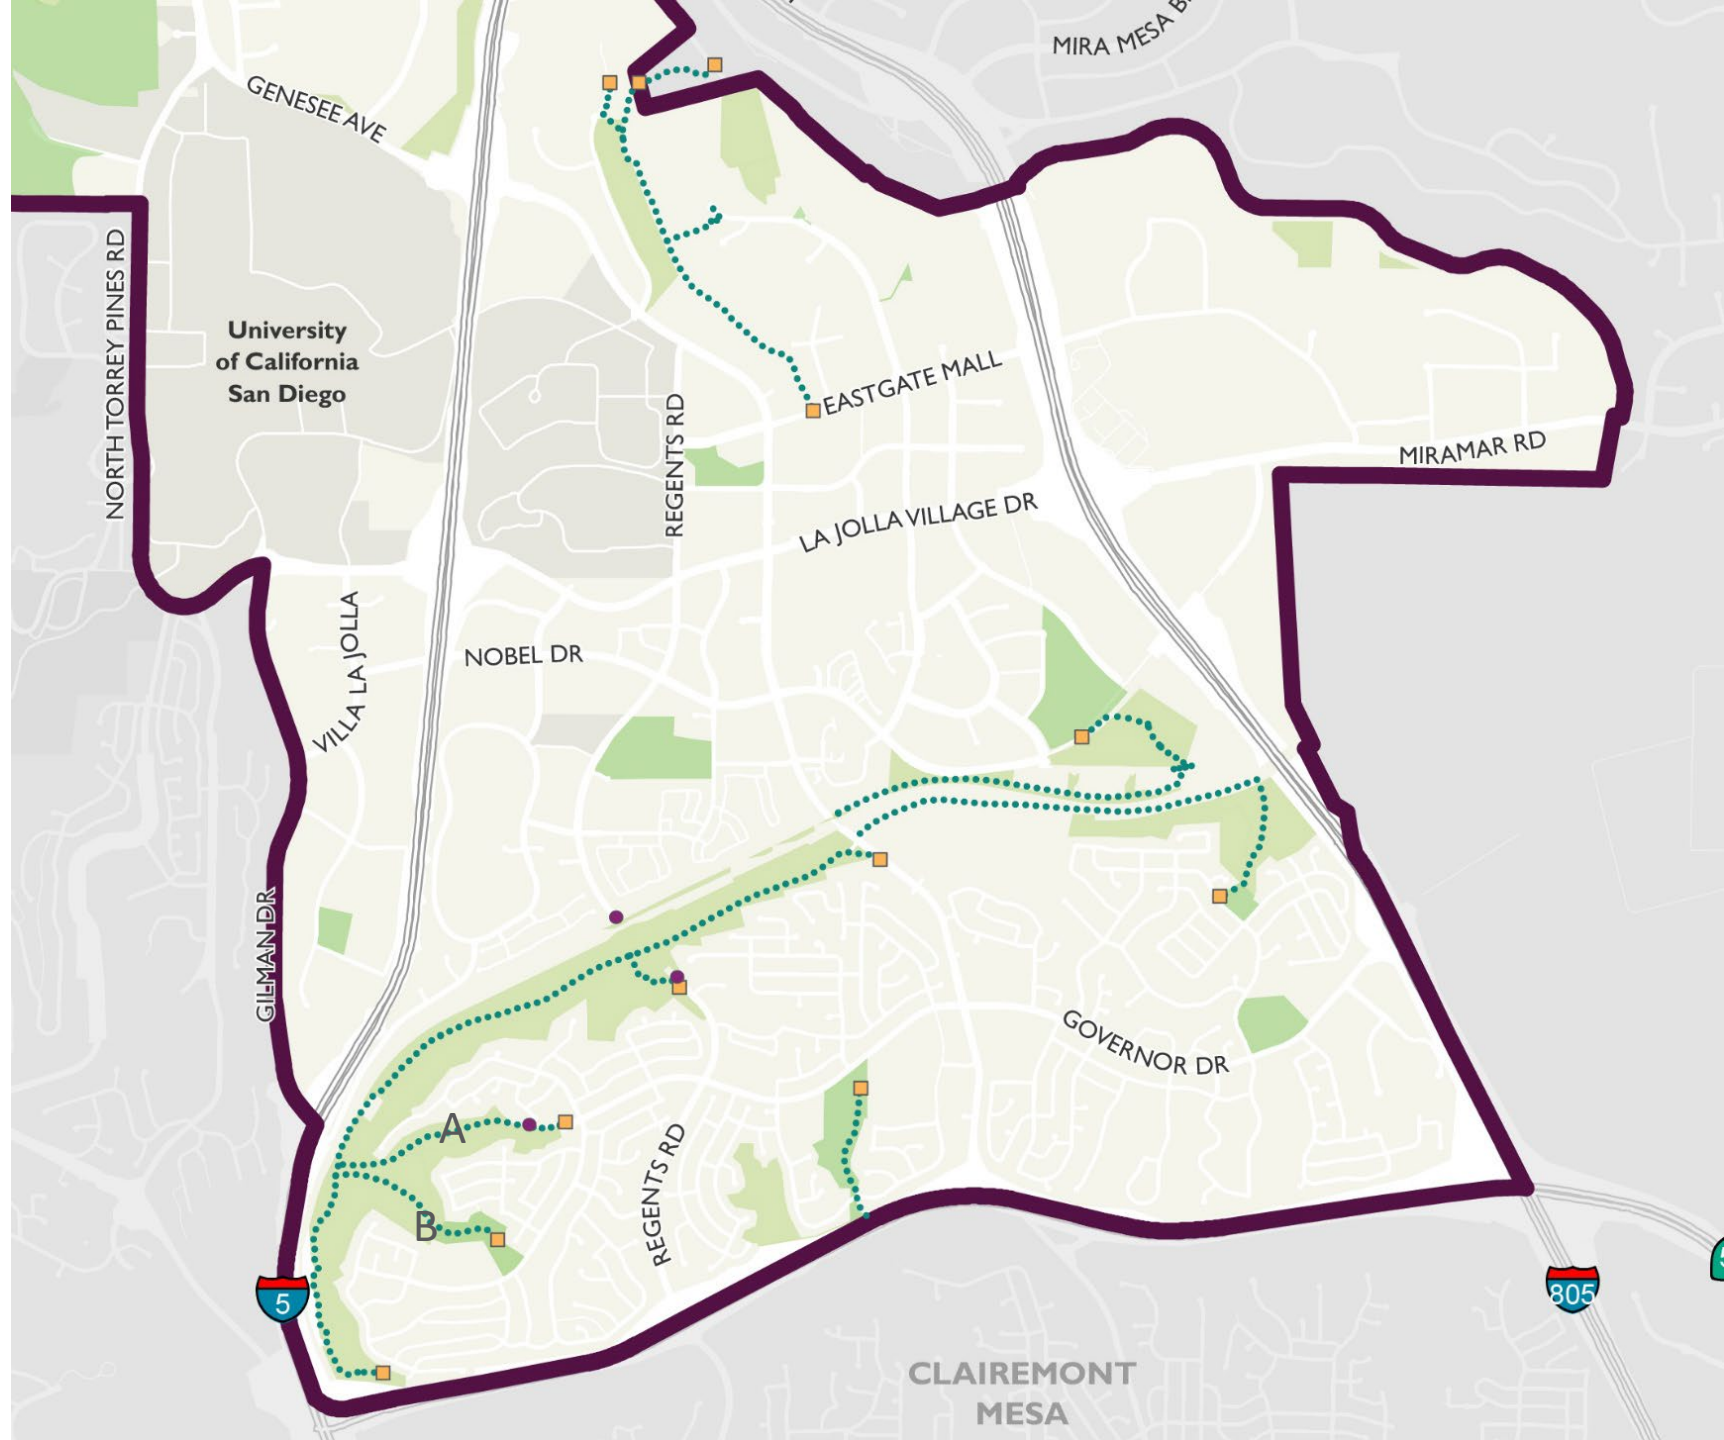 MIRA MESA B
GENESEE AVE
NORTH TORREY PINES RD
University
of California
San Diego
EASTGATE MALL
REGENTS RD
MIRAMAR RD
LA JOLLA VILLAGE DR
VILLA LA JOLLA
NOBEL DR
GILMAN DR
GOVERNOR DR
A
REGENTS RD
B
5
805
CLAIREMONT
MESA